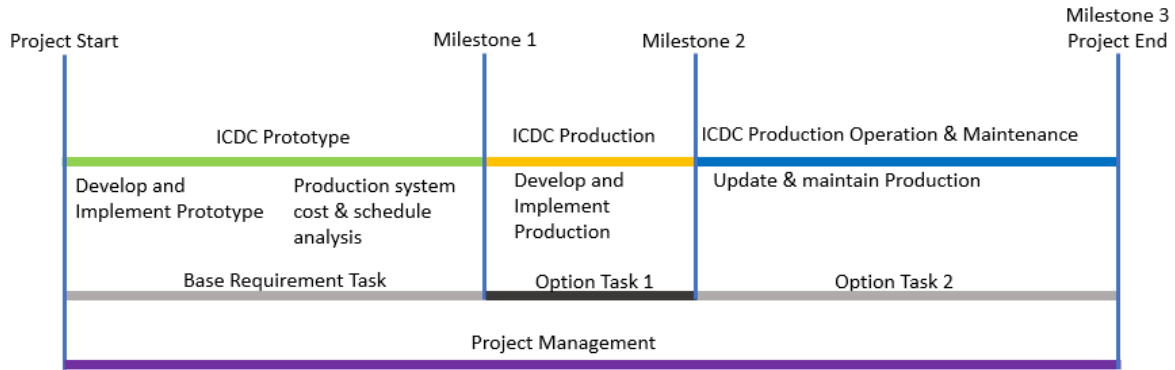 Milestone 3
Project Start
Milestone 1
Milestone 2
Project End
ICDC Prototype
ICDC Production
ICDC Production Operation & Maintenance
Develop and
Implement Prototype
Production system
cost & schedule
analysis
Develop and
Implement
Production
Update & maintain Production
Base Requirement Task
Option Task 1
Option Task 2
Project Management